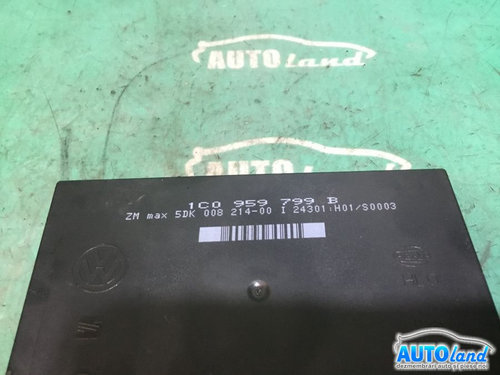 AUTOland
AUTOland
1C0 959 799 B
ZM max 5DK 008 214-00 I 24301:H01/S0003
AUTOland
dezmembrări auto și piese noi